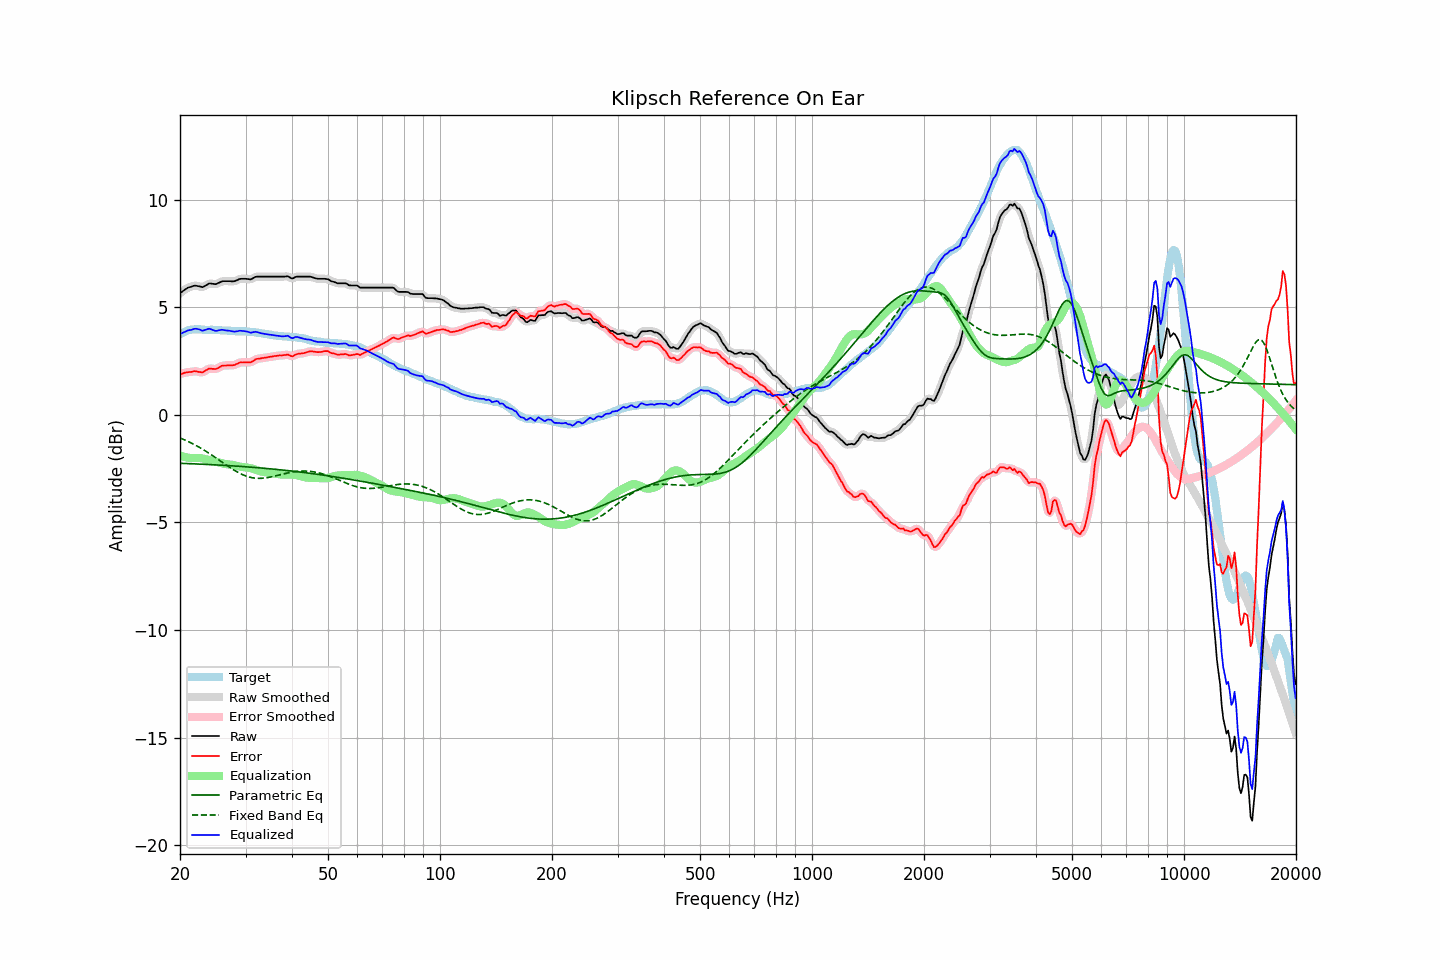 Klipsch Reference On Ear
Amplitude (dBr)
10
5
0
−5
−10
−15
−20
Target
Raw Smoothed
Error Smoothed
Raw
Error
Equalization
Parametric Eq
Fixed Band Eq
Equalized
20 50 100 200 500 1000 2000 5000 10000 20000
Frequency (Hz)